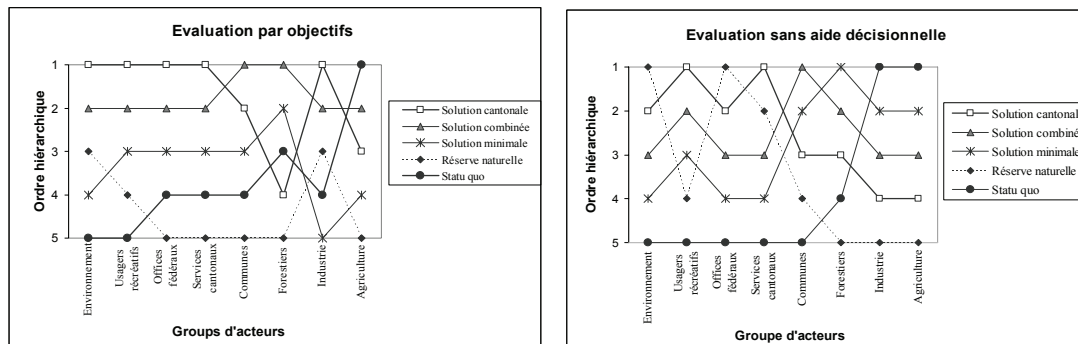 Evaluation par objectifs
Ordre hiérarchique
1
2
3
4
5
Environnement
Usagers
récréatifs
Offices
fédéraux
Services
cantonaux
Communes
Forestiers
Industrie
Agriculture
Groups d'acteurs
Solution cantonale
Solution combinée
Solution minimale
Réserve naturelle
Statu quo
Evaluation sans aide décisionnelle
Ordre hiérarchique
1
2
3
4
5
Environnement
Usagers
récréatifs
Offices
fédéraux
Services
cantonaux
Communes
Forestiers
Industrie
Agriculture
Groupe d'acteurs
Solution cantonal
Solution combiné
Solution minimale
Réserve naturelle
Statu quo